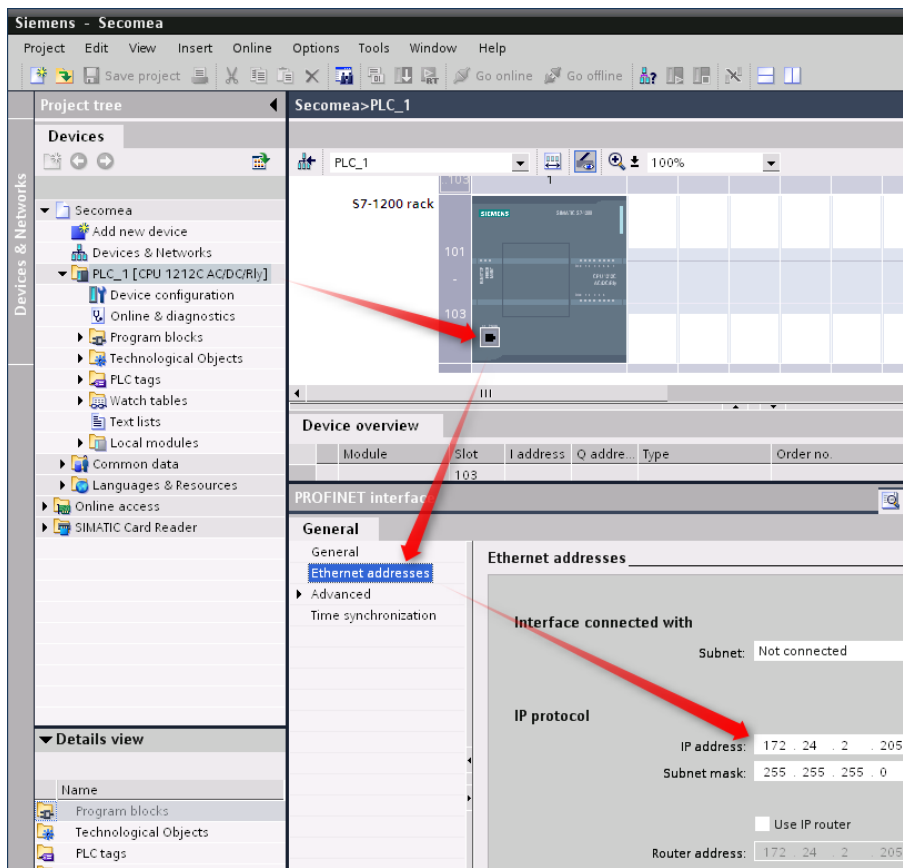 Siemens - Secomea
Project Edit View Insert Online Options Tools Window Help
Save project Go online Go offline
Project tree
Devices
Devices & Networks
Secomea
Add new device
Devices & Networks
PLC_1 [CPU 1212C AC/DC/Rly]
Device configuration
Online & diagnostics
Program blocks
Technological Objects
PLC tags
Watch tables
Text lists
Local modules
Common data
Languages & Resources
Online access
SIMATIC Card Reader
Details view
Name
Program blocks
Technological Objects
PLC tags
Secomea>PLC_1
PLC_1 100%
103 1
S7-1200 rack
SIEMENS
101
-
103
Device overview
Module Slot I address Q addre... Type Order no.
103
PROFINET interface
General
General
Ethernet addresses
Advanced
Time synchronization
Ethernet addresses
Interface connected with
Subnet: Not connected
IP protocol
IP address: 172 . 24 . 2 . 205
Subnet mask: 255 . 255 . 255 . 0
Use IP router
Router address: 172 . 24 . 2 . 205